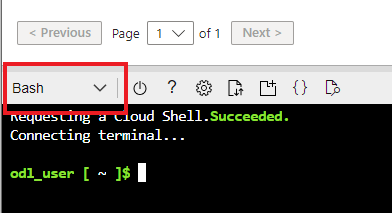 < Previous Page 1 of 1 Next >
Bash ? { }
Requesting a Cloud Shell.Succeeded.
Connecting terminal...
odl_user [ ~ ]$